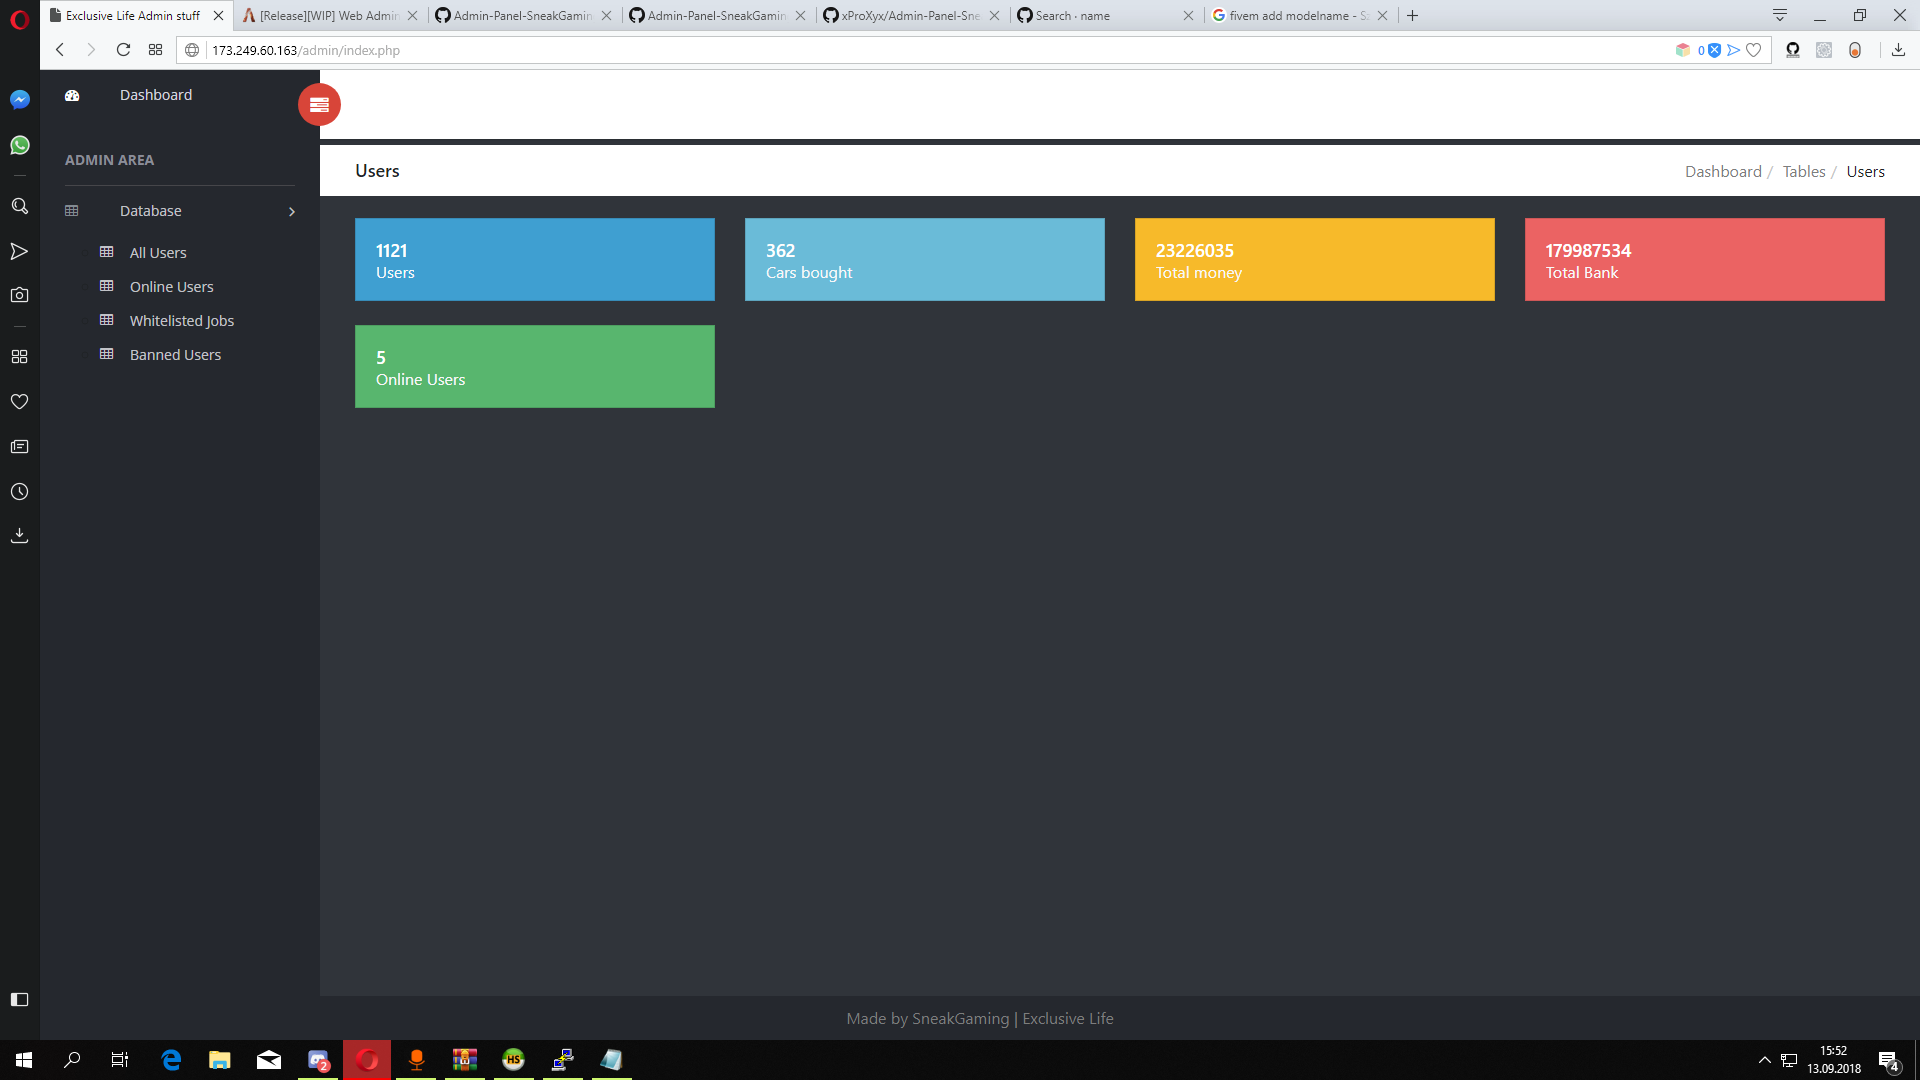 Exclusive Life Admin stuff
[Release][WIP] Web Admin
Admin-Panel-SneakGamin
Admin-Panel-SneakGamin
xProXyx/Admin-Panel-Sne
Search · name
fivem add modelname - Sz
173.249.60.163/admin/index.php
0
Dashboard
ADMIN AREA
Database
All Users
Online Users
Whitelisted Jobs
Banned Users
Users
Dashboard / Tables / Users
1121
Users
362
Cars bought
23226035
Total money
179987534
Total Bank
5
Online Users
Made by SneakGaming | Exclusive Life
2
HS
15:52
13.09.2018
4